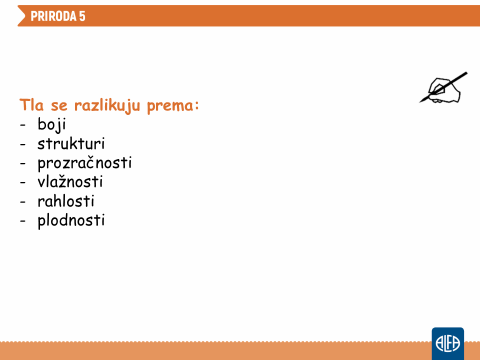 PRIRODA 5
Tla se razlikuju prema:
- boji
- strukturi
- prozračnosti
- vlažnosti
- rahlosti
- plodnosti
ALFA